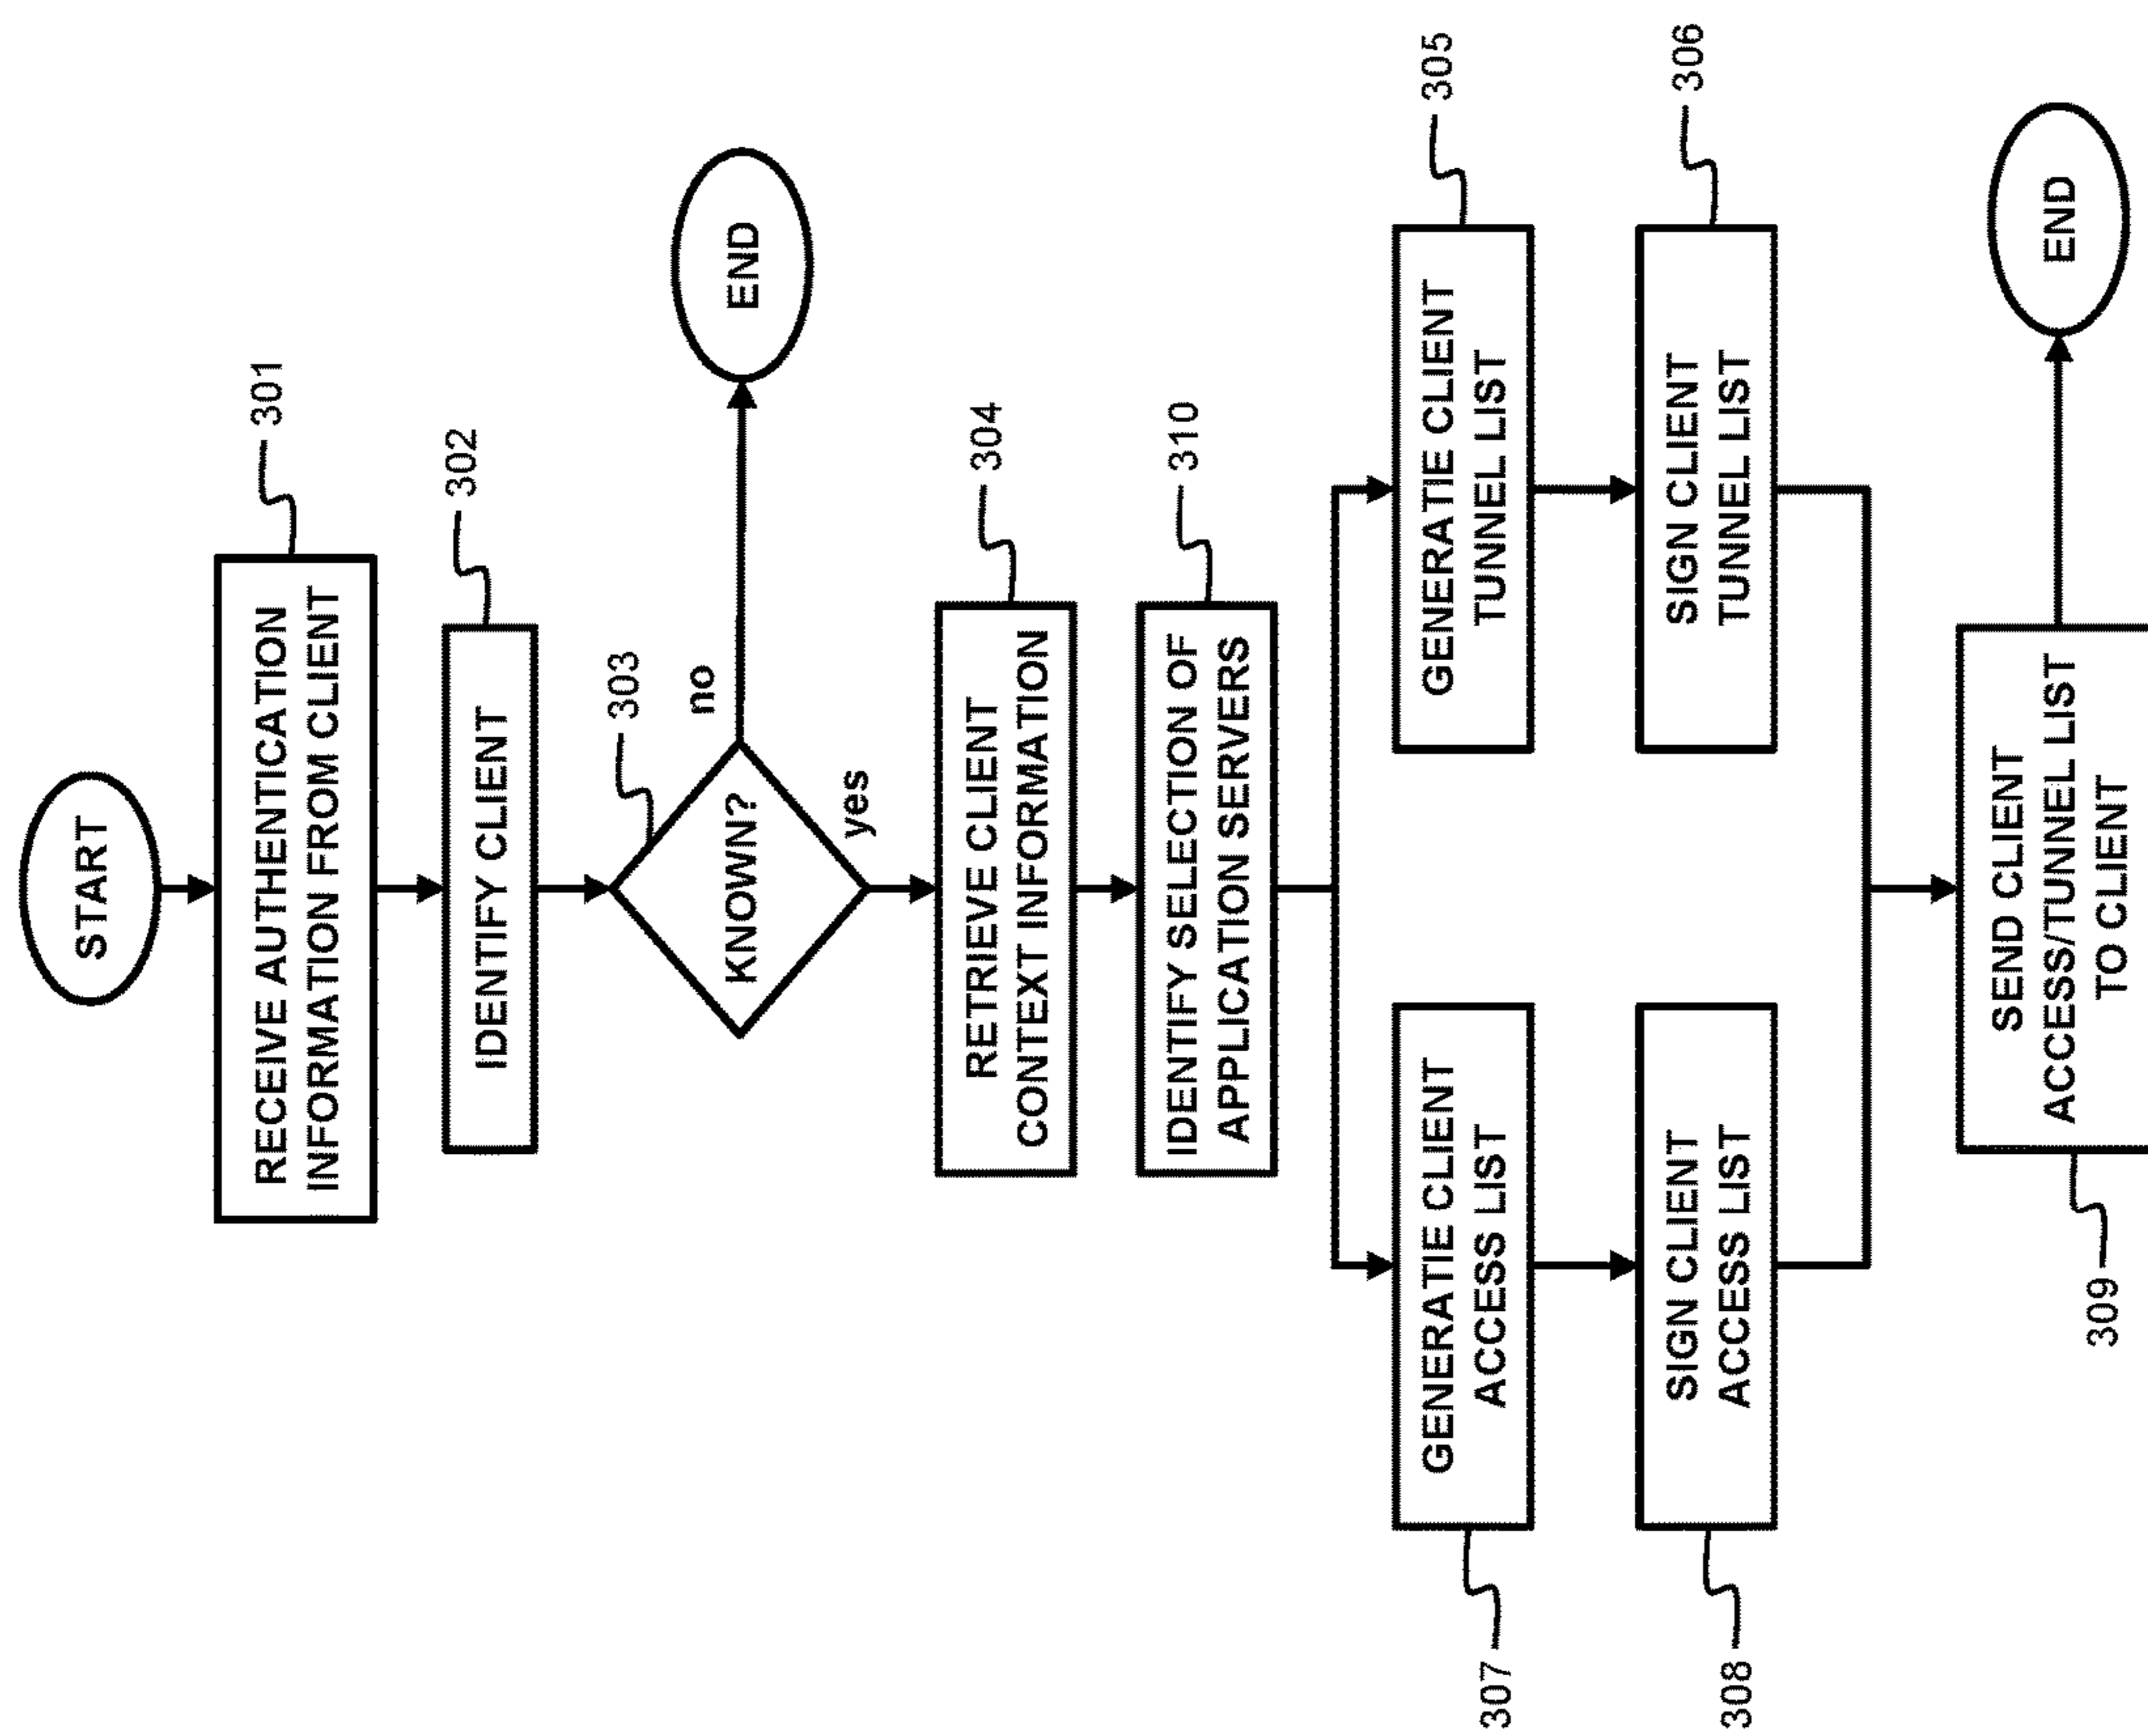 START
RECEIVE AUTHENTICATION
INFORMATION FROM CLIENT
301
IDENTIFY CLIENT
302
KNOWN?
303
no
END
yes
RETRIEVE CLIENT
CONTEXT INFORMATION
304
IDENTIFY SELECTION OF
APPLICATION SERVERS
310
GENERATIE CLIENT
ACCESS LIST
307
GENERATIE CLIENT
TUNNEL LIST
305
SIGN CLIENT
ACCESS LIST
308
SIGN CLIENT
TUNNEL LIST
306
SEND CLIENT
ACCESS/TUNNEL LIST
TO CLIENT
309
END